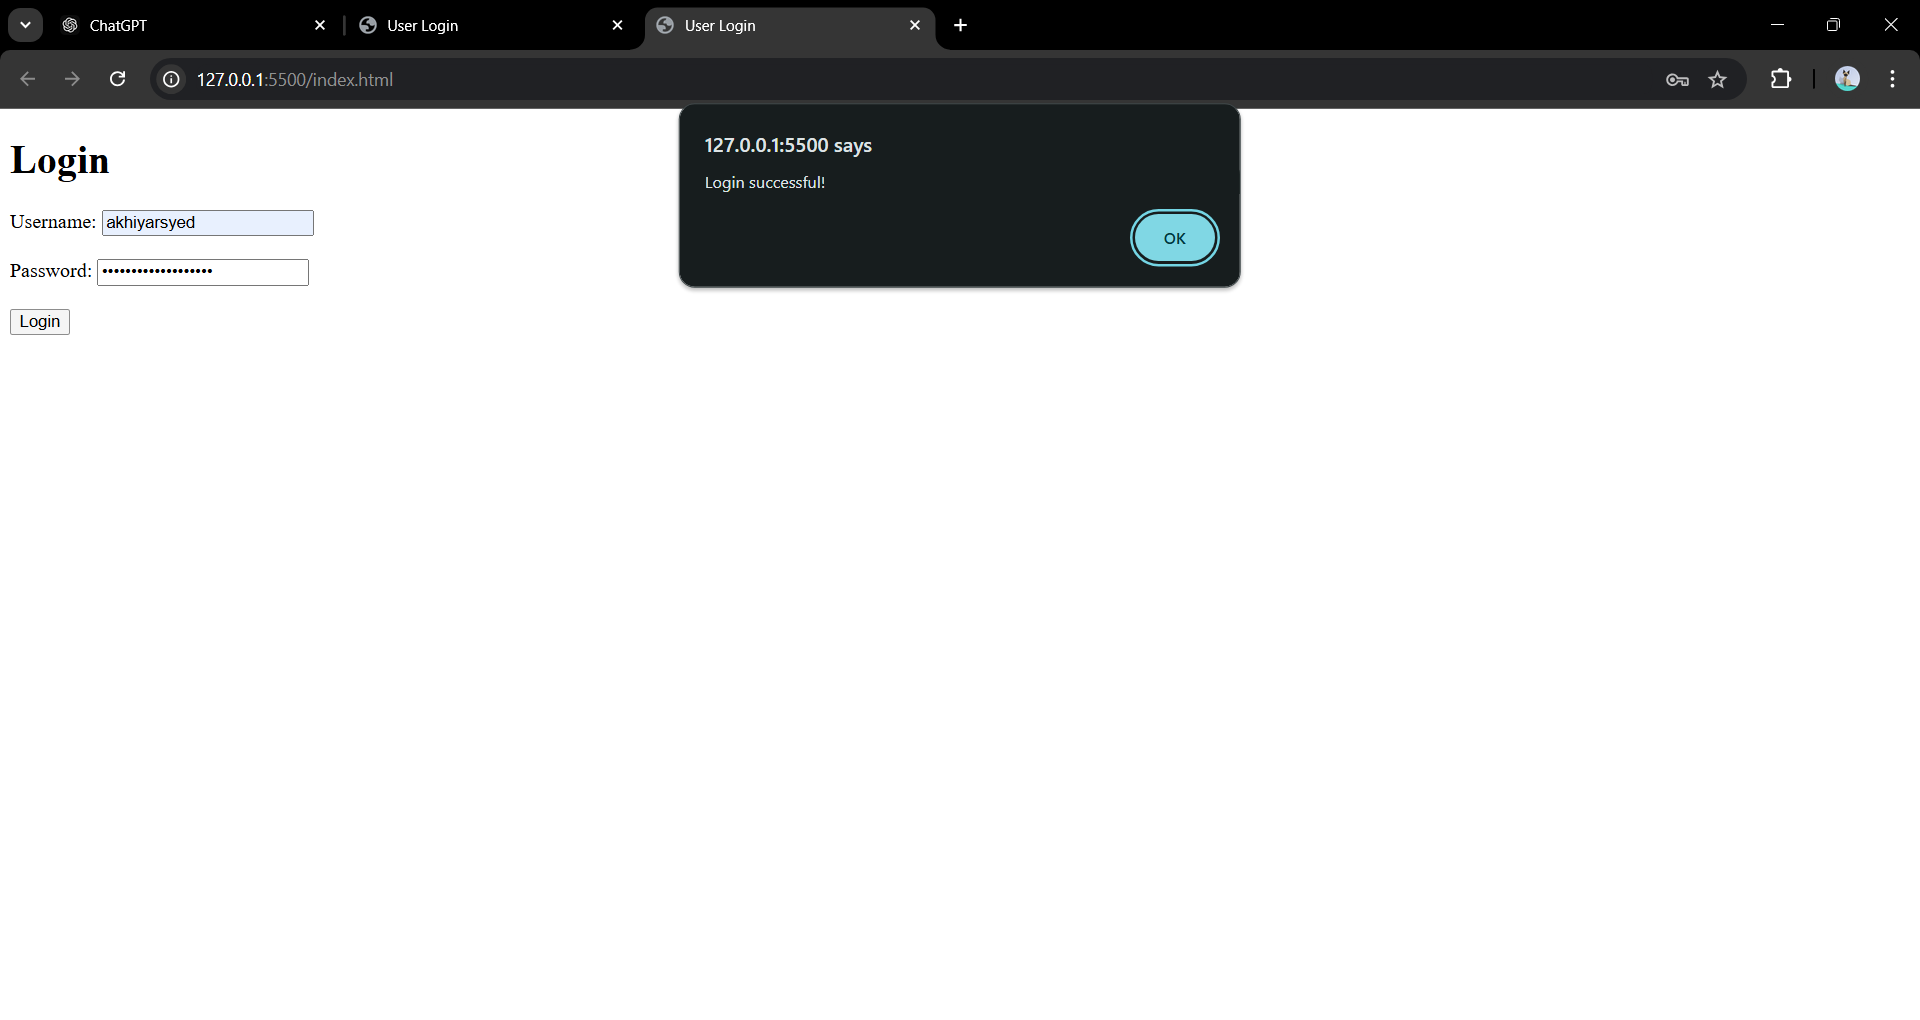 ChatGPT
User Login
User Login
127.0.0.1:5500/index.html
127.0.0.1:5500 says
Login successful!
OK
Login
Username: akhiyarsyed
Password: •••••••••••••••••••
Login